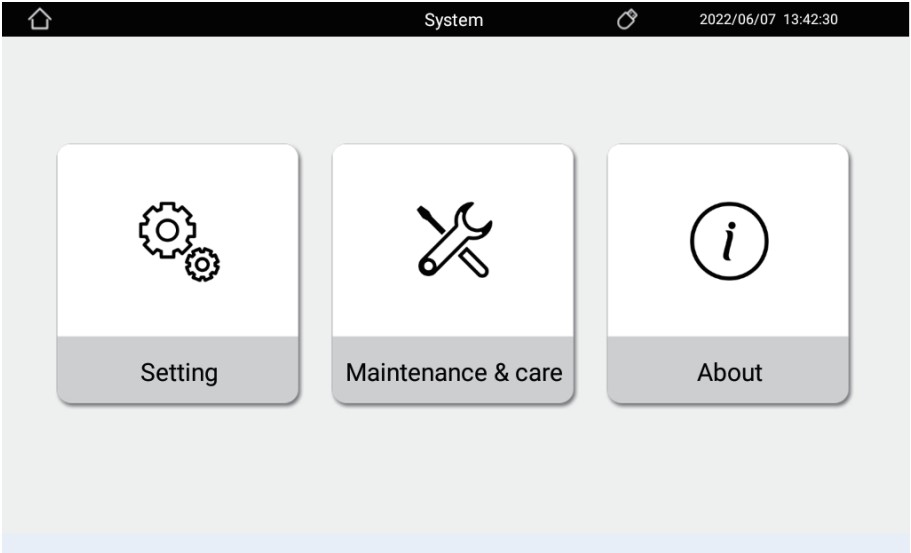 System
2022/06/07 13:42:30
Setting
Maintenance & care
About